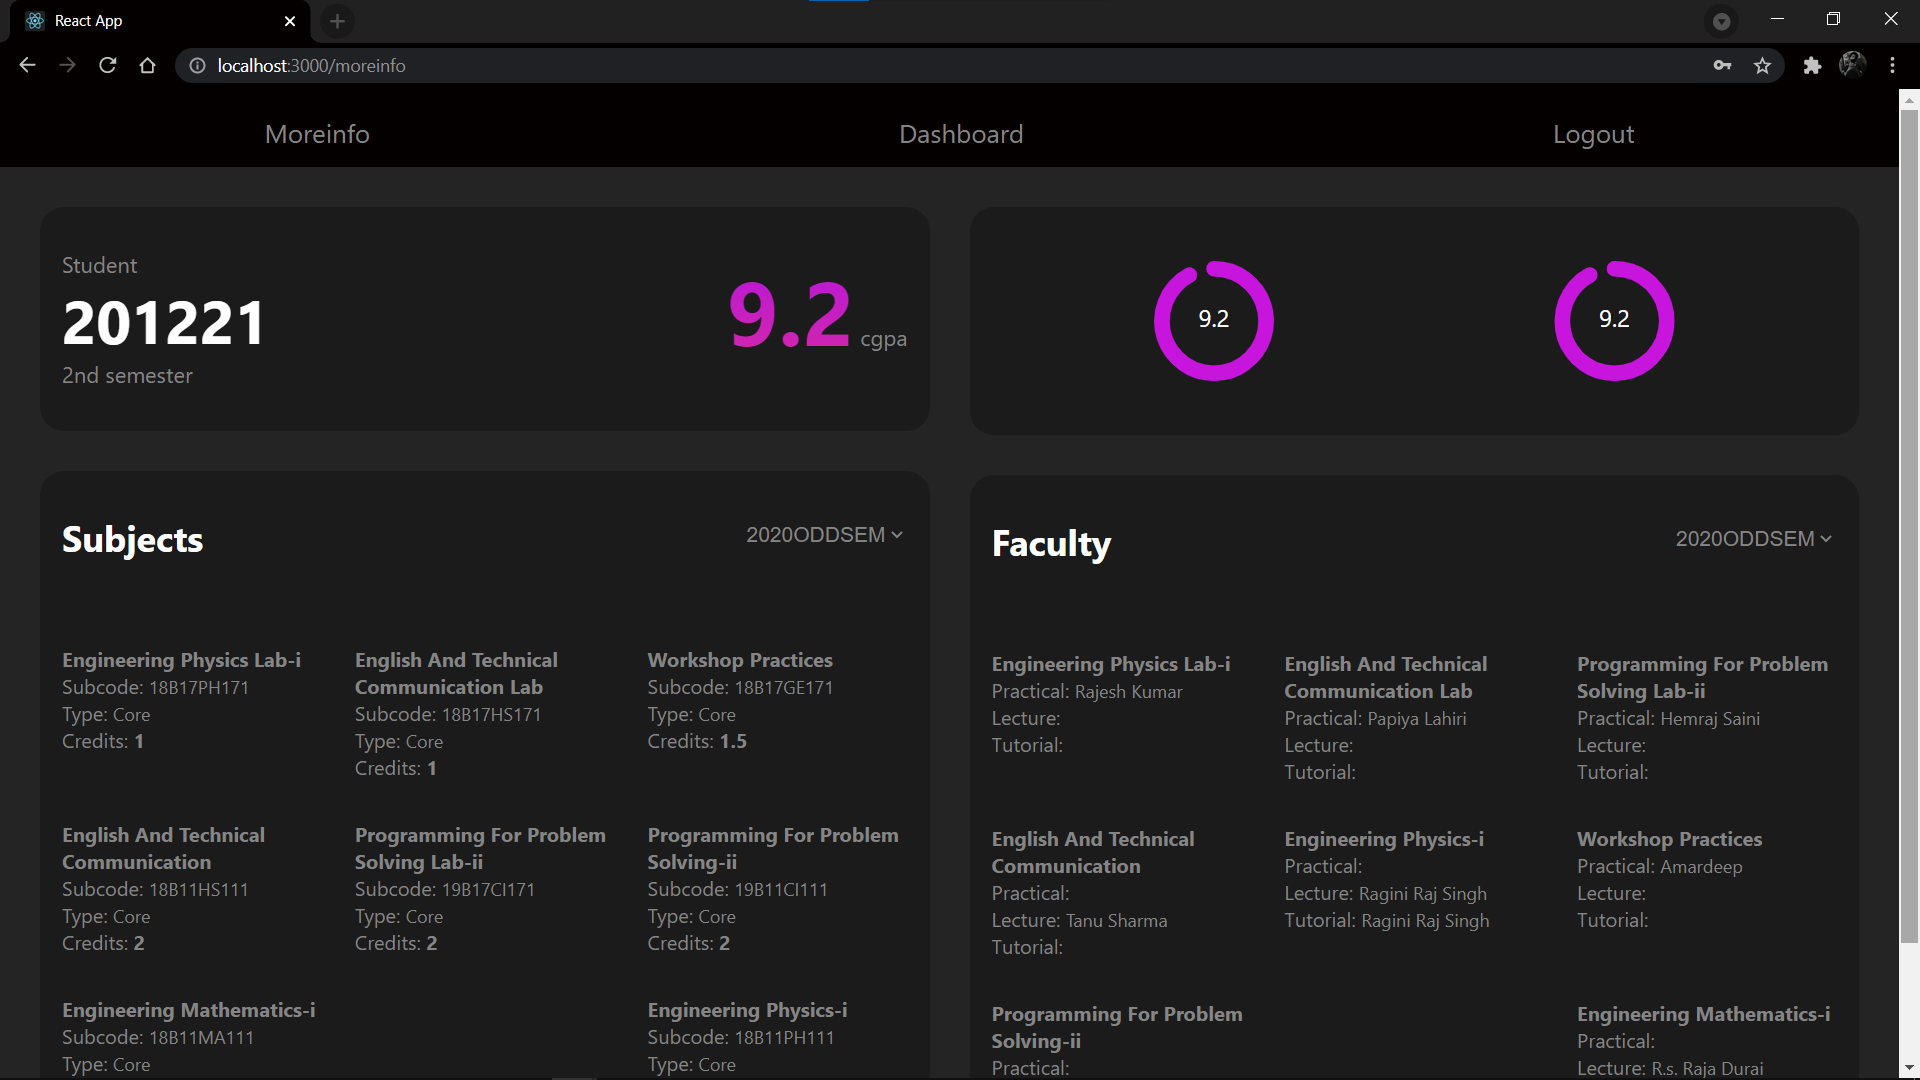 React App
localhost:3000/moreinfo
Moreinfo
Dashboard
Logout
Student
201221
2nd semester
9.2 cgpa
9.2
9.2
Subjects
2020ODDSEM
Engineering Physics Lab-i
Subcode: 18B17PH171
Type: Core
Credits: 1
English And Technical
Communication Lab
Subcode: 18B17HS171
Type: Core
Credits: 1
Workshop Practices
Subcode: 18B17GE171
Type: Core
Credits: 1.5
English And Technical
Communication
Subcode: 18B11HS111
Type: Core
Credits: 2
Programming For Problem
Solving Lab-ii
Subcode: 19B17CI171
Type: Core
Credits: 2
Programming For Problem
Solving-ii
Subcode: 19B11CI111
Type: Core
Credits: 2
Engineering Mathematics-i
Subcode: 18B11MA111
Type: Core
Engineering Physics-i
Subcode: 18B11PH111
Type: Core
Faculty
2020ODDSEM
Engineering Physics Lab-i
Practical: Rajesh Kumar
Lecture:
Tutorial:
English And Technical
Communication Lab
Practical: Papiya Lahiri
Lecture:
Tutorial:
Programming For Problem
Solving Lab-ii
Practical: Hemraj Saini
Lecture:
Tutorial:
English And Technical
Communication
Practical:
Lecture: Tanu Sharma
Tutorial:
Engineering Physics-i
Practical:
Lecture: Ragini Raj Singh
Tutorial: Ragini Raj Singh
Workshop Practices
Practical: Amardeep
Lecture:
Tutorial:
Programming For Problem
Solving-ii
Practical:
Engineering Mathematics-i
Practical:
Lecture: R.s. Raja Durai